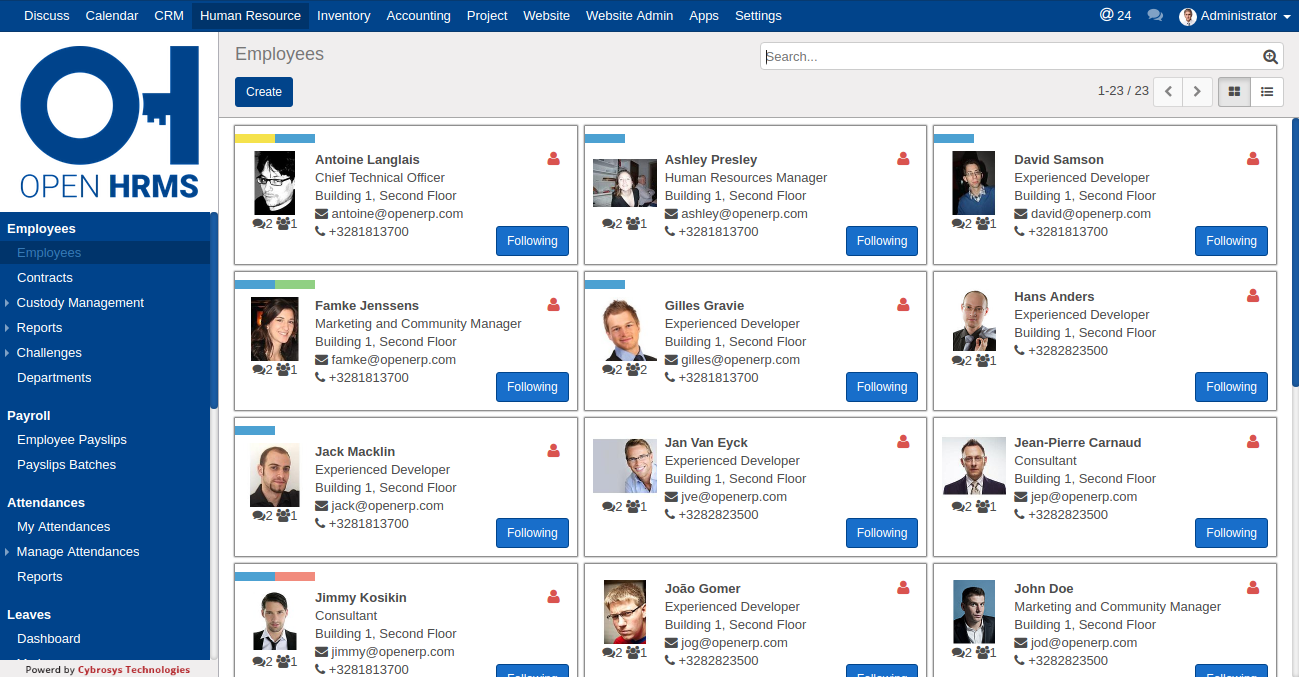 Discuss Calendar CRM Human Resource Inventory Accounting Project Website Website Admin Apps Settings @ 24 Administrator
OPEN HRMS
Employees
Search...
Create
1-23 / 23
Employees
Employees
Contracts
Custody Management
Reports
Challenges
Departments
Payroll
Employee Payslips
Payslips Batches
Attendances
My Attendances
Manage Attendances
Reports
Leaves
Dashboard
Powerd by Cybrosys Technologies
Antoine Langlais
Chief Technical Officer
Building 1, Second Floor
antoine@openerp.com
+3281813700
2 1
Following
Ashley Presley
Human Resources Manager
Building 1, Second Floor
ashley@openerp.com
+3281813700
2 1
Following
David Samson
Experienced Developer
Building 1, Second Floor
david@openerp.com
+3281813700
2 1
Following
Famke Jenssens
Marketing and Community Manager
Building 1, Second Floor
famke@openerp.com
+3281813700
2 1
Following
Gilles Gravie
Experienced Developer
Building 1, Second Floor
gilles@openerp.com
+3281813700
2 2
Following
Hans Anders
Experienced Developer
Building 1, Second Floor
+3282823500
2 1
Following
Jack Macklin
Experienced Developer
Building 1, Second Floor
jack@openerp.com
+3281813700
2 1
Following
Jan Van Eyck
Experienced Developer
Building 1, Second Floor
jve@openerp.com
+3282823500
2 1
Following
Jean-Pierre Carnaud
Consultant
Building 1, Second Floor
jep@openerp.com
+3282823500
2 1
Following
Jimmy Kosikin
Consultant
Building 1, Second Floor
jimmy@openerp.com
+3281813700
2 1
Following
João Gomer
Experienced Developer
Building 1, Second Floor
jog@openerp.com
+3282823500
2 1
Following
John Doe
Marketing and Community Manager
Building 1, Second Floor
jod@openerp.com
+3282823500
2 1
Following